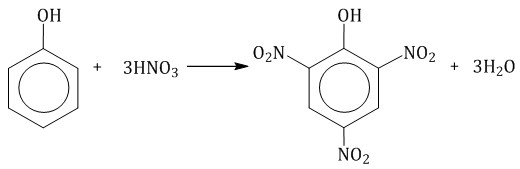 OH
+ 3HNO₃
OH
O₂N
NO₂
+ 3H₂O
NO₂